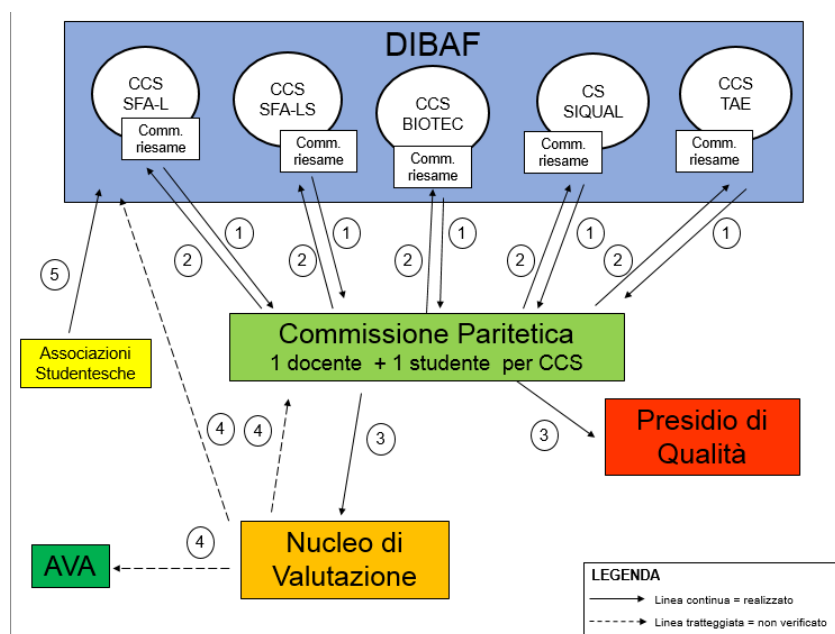 DIBAF
CCS
SFA-L
Comm.
riesame
CCS
SFA-LS
Comm.
riesame
CCS
BIOTEC
Comm.
riesame
CS
SIQUAL
Comm.
riesame
CCS
TAE
Comm.
riesame
1
2
1
2
1
2
1
2
1
2
5
Commissione Paritetica
1 docente + 1 studente per CCS
Associazioni
Studentesche
4
4
3
3
Presidio di
Qualità
Nucleo di
Valutazione
4
AVA
LEGENDA
Linea continua = realizzato
Linea tratteggiata = non verificato